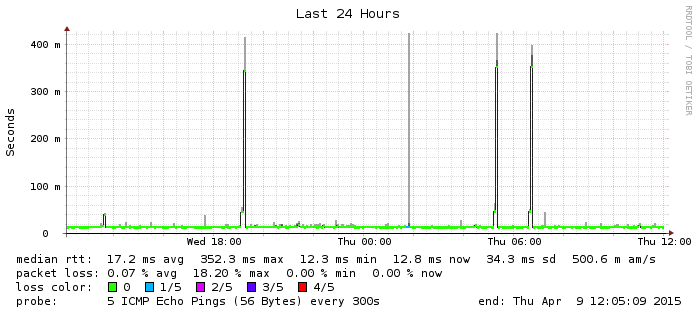 Last 24 Hours
RRDTOOL / TOBI OETIKER
Seconds
400 m
300 m
200 m
100 m
0
Wed 18:00 Thu 00:00 Thu 06:00 Thu 12:00
median rtt: 17.2 ms avg 352.3 ms max 12.3 ms min 12.8 ms now 34.3 ms sd 500.6 m am/s
packet loss: 0.07 % avg 18.20 % max 0.00 % min 0.00 % now
loss color: 0 1/5 2/5 3/5 4/5
probe: 5 ICMP Echo Pings (56 Bytes) every 300s end: Thu Apr 9 12:05:09 2015